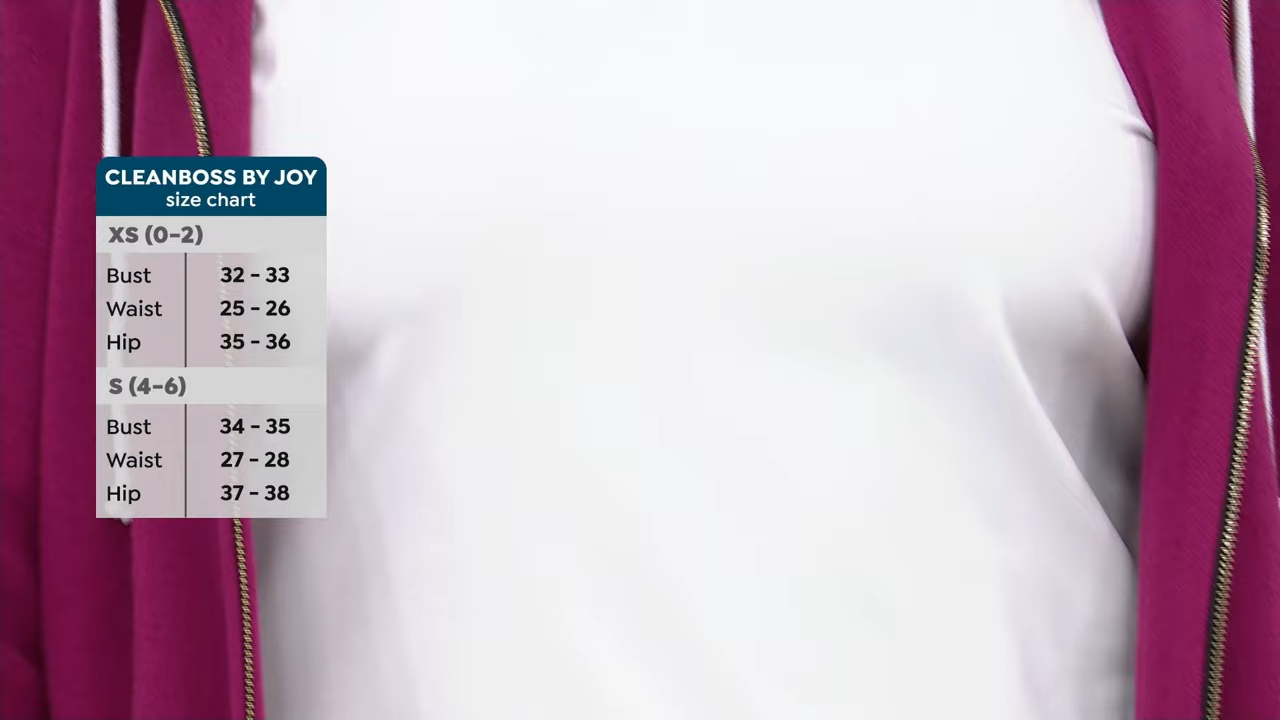 CLEANBOSS BY JOY
size chart
XS (0-2)
Bust 32 - 33
Waist 25 - 26
Hip 35 - 36
S (4-6)
Bust 34 - 35
Waist 27 - 28
Hip 37 - 38